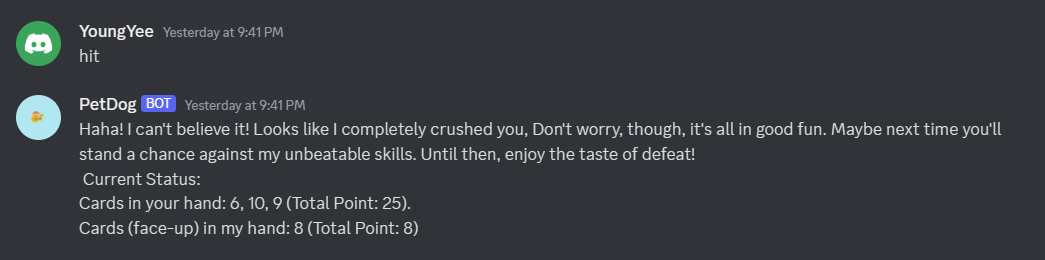 YoungYee Yesterday at 9:41 PM
hit
PetDog BOT Yesterday at 9:41 PM
Haha! I can't believe it! Looks like I completely crushed you, Don't worry, though, it's all in good fun. Maybe next time you'll
stand a chance against my unbeatable skills. Until then, enjoy the taste of defeat!
Current Status:
Cards in your hand: 6, 10, 9 (Total Point: 25).
Cards (face-up) in my hand: 8 (Total Point: 8)